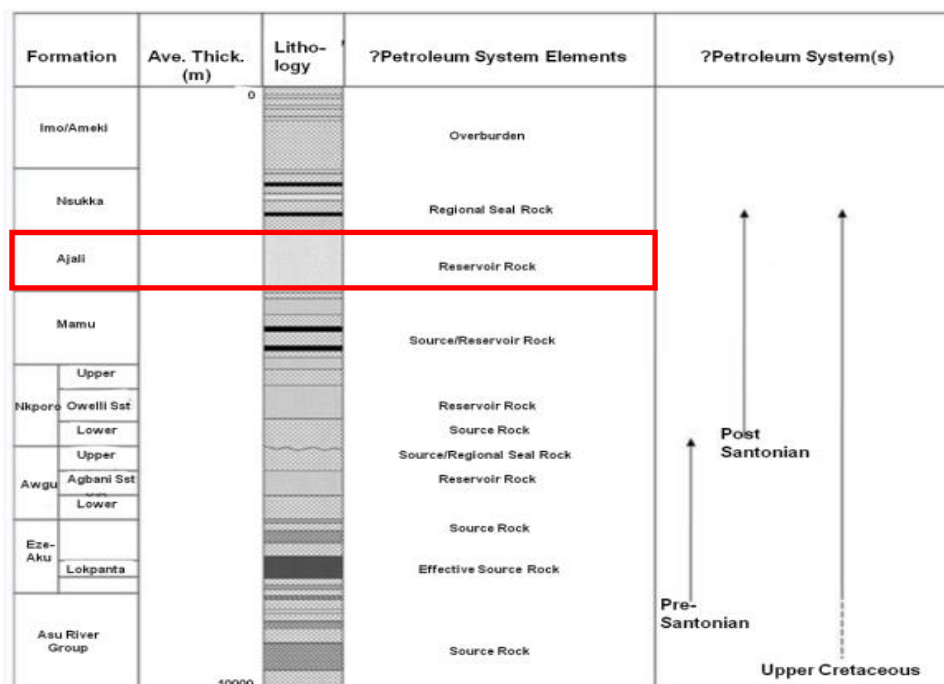 Formation
Ave. Thick.
(m)
Litho-
logy
?Petroleum System Elements
?Petroleum System(s)
0
Imo/Ameki
Overburden
Nsukka
Regional Seal Rock
Ajali
Reservoir Rock
Mamu
Source/Reservoir Rock
Upper
Nkporo
Owelli Sst
Reservoir Rock
Lower
Source Rock
Post
Santonian
Upper
Source/Regional Seal Rock
Awgu
Agbani Sst
Reservoir Rock
Lower
Eze-
Aku
Source Rock
Lokpanta
Effective Source Rock
Pre-
Santonian
Asu River
Group
Source Rock
Upper Cretaceous
10000